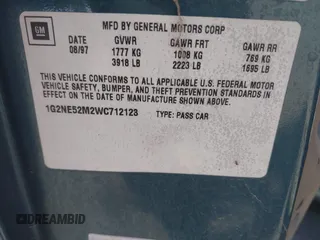 GM
MFD BY GENERAL MOTORS CORP
DATE GVWR GAWR FRT GAWR RR
08/97 1777 KG 1008 KG 769 KG
3918 LB 2223 LB 1695 LB
THIS VEHICLE CONFORMS TO ALL APPLICABLE U.S. FEDERAL MOTOR
VEHICLE SAFETY, BUMPER, AND THEFT PREVENTION STANDARDS IN
EFFECT ON THE DATE OF MANUFACTURE SHOWN ABOVE.
1G2NE52M2WC712123 TYPE: PASS CAR
DREAMBID